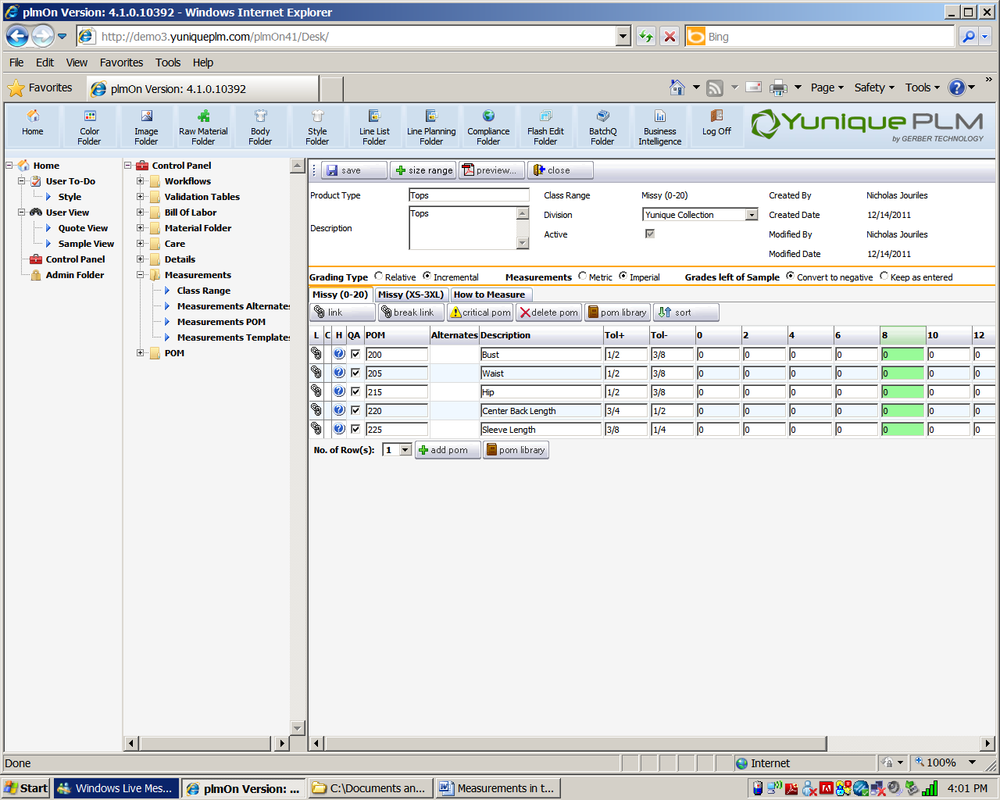 plmOn Version: 4.1.0.10392 - Windows Internet Explorer
http://demo3.yuniqueplm.com/plmOn41/Desk/
Bing
File Edit View Favorites Tools Help
Favorites plmOn Version: 4.1.0.10392 Page Safety Tools »
Home Color Folder Image Folder Raw Material Folder Body Folder Style Folder Line List Folder Line Planning Folder Compliance Folder Flash Edit Folder BatchQ Folder Business Intelligence Log Off
YuniquePLM
by GERBER TECHNOLOGY
Home
User To-Do
Style
User View
Quote View
Sample View
Control Panel
Admin Folder
Control Panel
Workflows
Validation Tables
Bill Of Labor
Material Folder
Care
Details
Measurements
Class Range
Measurements Alternates
Measurements POM
Measurements Templates
POM
save size range preview... close
Product Type Tops Class Range Missy (0-20) Created By Nicholas Jouriles
Description Tops Division Yunique Collection Created Date 12/14/2011
Active Modified By Nicholas Jouriles
Modified Date 12/14/2011
Grading Type Relative Incremental Measurements Metric Imperial Grades left of Sample Convert to negative Keep as entered
Missy (0-20) Missy (XS-3XL) How to Measure
link break link critical pom delete pom pom library sort
L C H QA POM Alternates Description Tol+ Tol- 0 2 4 6 8 10 12
200 Bust 1/2 3/8 0 0 0 0 0 0 0
205 Waist 1/2 3/8 0 0 0 0 0 0 0
215 Hip 1/2 3/8 0 0 0 0 0 0 0
220 Center Back Length 3/4 1/2 0 0 0 0 0 0 0
225 Sleeve Length 3/8 1/4 0 0 0 0 0 0 0
No. of Row(s): 1 add pom pom library
Done Internet 100%
Start Windows Live Mes... plmOn Version: ... C:\Documents an... Measurements in t... 4:01 PM